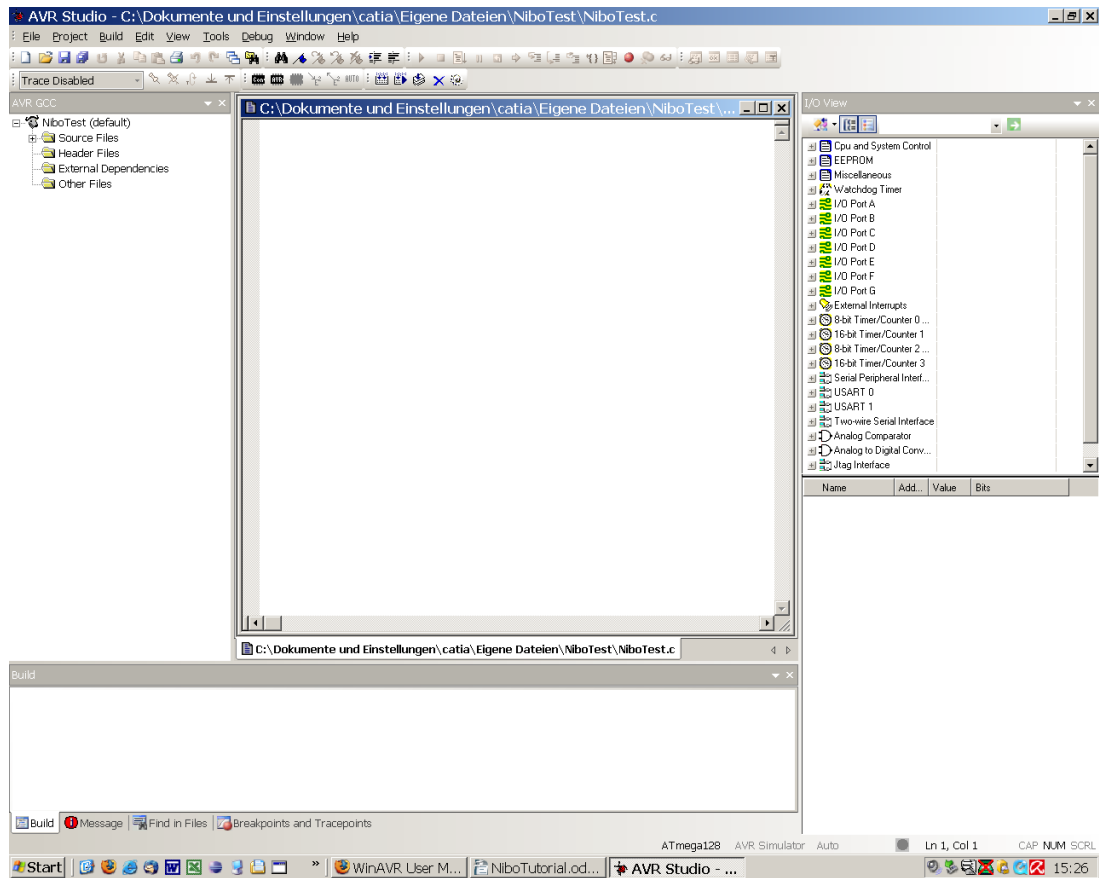 AVR Studio - C:\Dokumente und Einstellungen\catia\Eigene Dateien\NiboTest\NiboTest.c
File Project Build Edit View Tools Debug Window Help
Trace Disabled
AUTO
AVR GCC
NiboTest (default)
Source Files
Header Files
External Dependencies
Other Files
C:\Dokumente und Einstellungen\catia\Eigene Dateien\NiboTest\...
C:\Dokumente und Einstellungen\catia\Eigene Dateien\NiboTest\NiboTest.c
I/O View
Cpu and System Control
EEPROM
Miscellaneous
Watchdog Timer
I/O Port A
I/O Port B
I/O Port C
I/O Port D
I/O Port E
I/O Port F
I/O Port G
External Interrupts
8-bit Timer/Counter 0 ...
16-bit Timer/Counter 1
8-bit Timer/Counter 2 ...
16-bit Timer/Counter 3
Serial Peripheral Interf...
USART 0
USART 1
Two-wire Serial Interface
Analog Comparator
Analog to Digital Conv...
Jtag Interface
Name Add... Value Bits
Build
Build Message Find in Files Breakpoints and Tracepoints
ATmega128 AVR Simulator Auto Ln 1, Col 1 CAP NUM SCRL
Start » WinAVR User M... NiboTutorial.od... AVR Studio - ... 15:26